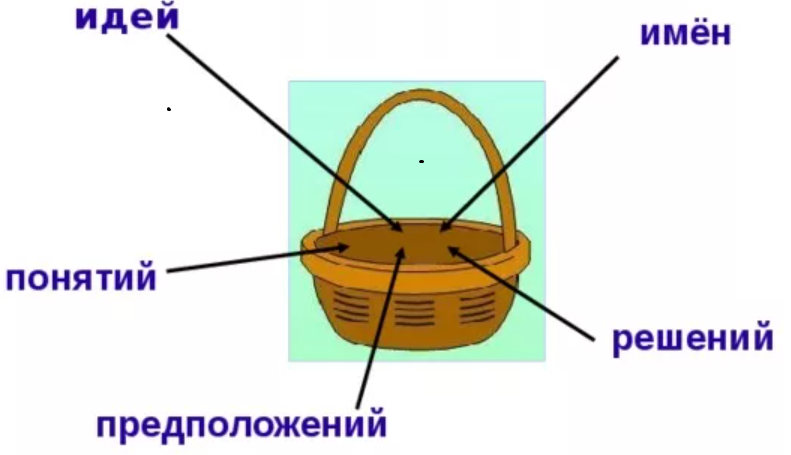 идей
имён
понятий
решений
предположений